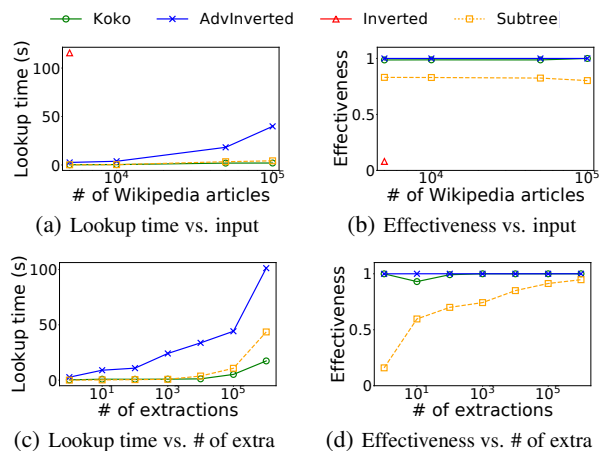 Koko AdvInverted Inverted Subtree
Lookup time (s)
100
50
0
10^4 10^5
# of Wikipedia articles
(a) Lookup time vs. input
Effectiveness
1
0.5
0
10^4 10^5
# of Wikipedia articles
(b) Effectiveness vs. input
Lookup time (s)
100
50
0
10^1 10^3 10^5
# of extractions
(c) Lookup time vs. # of extra
Effectiveness
1
0.5
0
10^1 10^3 10^5
# of extractions
(d) Effectiveness vs. # of extra